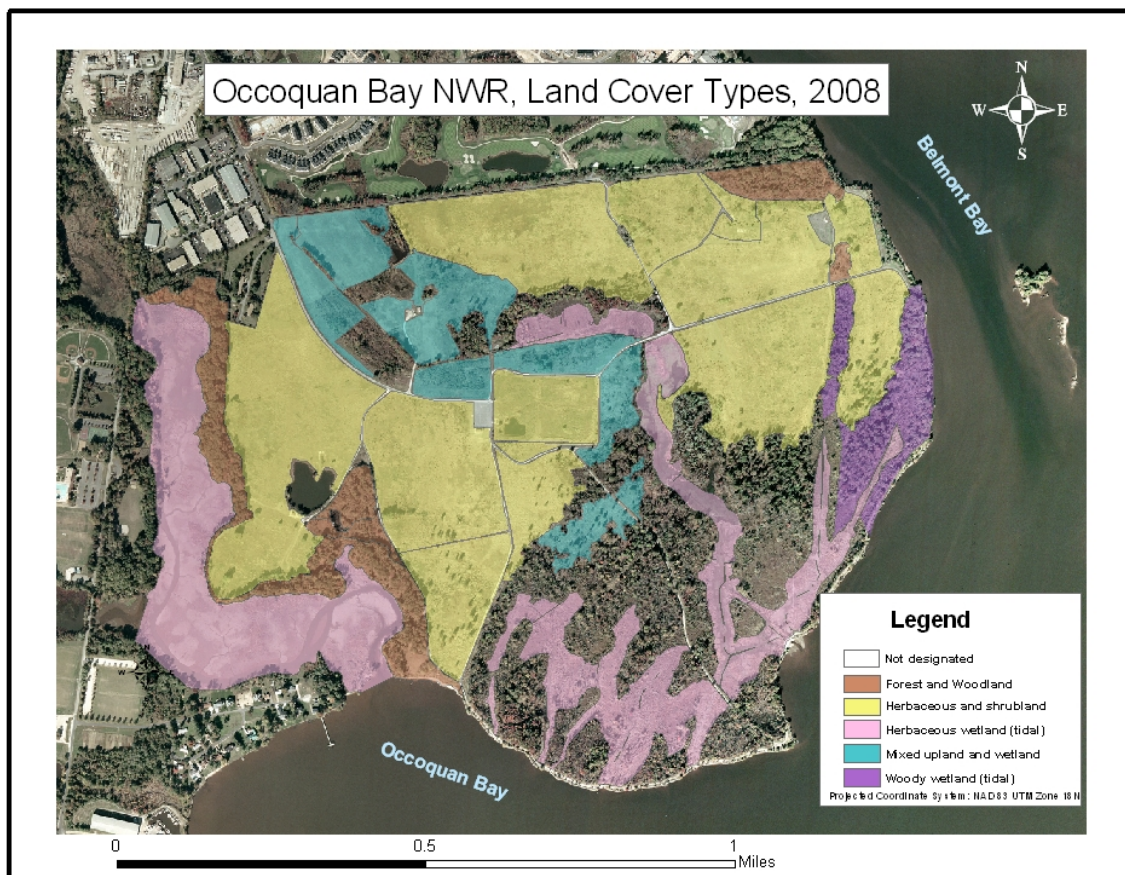 Occoquan Bay NWR, Land Cover Types, 2008
N
W E
S
Belmont Bay
Occoquan Bay
Legend
Not designated
Forest and Woodland
Herbaceous and shrubland
Herbaceous wetland (tidal)
Mixed upland and wetland
Woody wetland (tidal)
Projected Coordinate System: NAD83 UTM Zone 18N
0 0.5 1
Miles